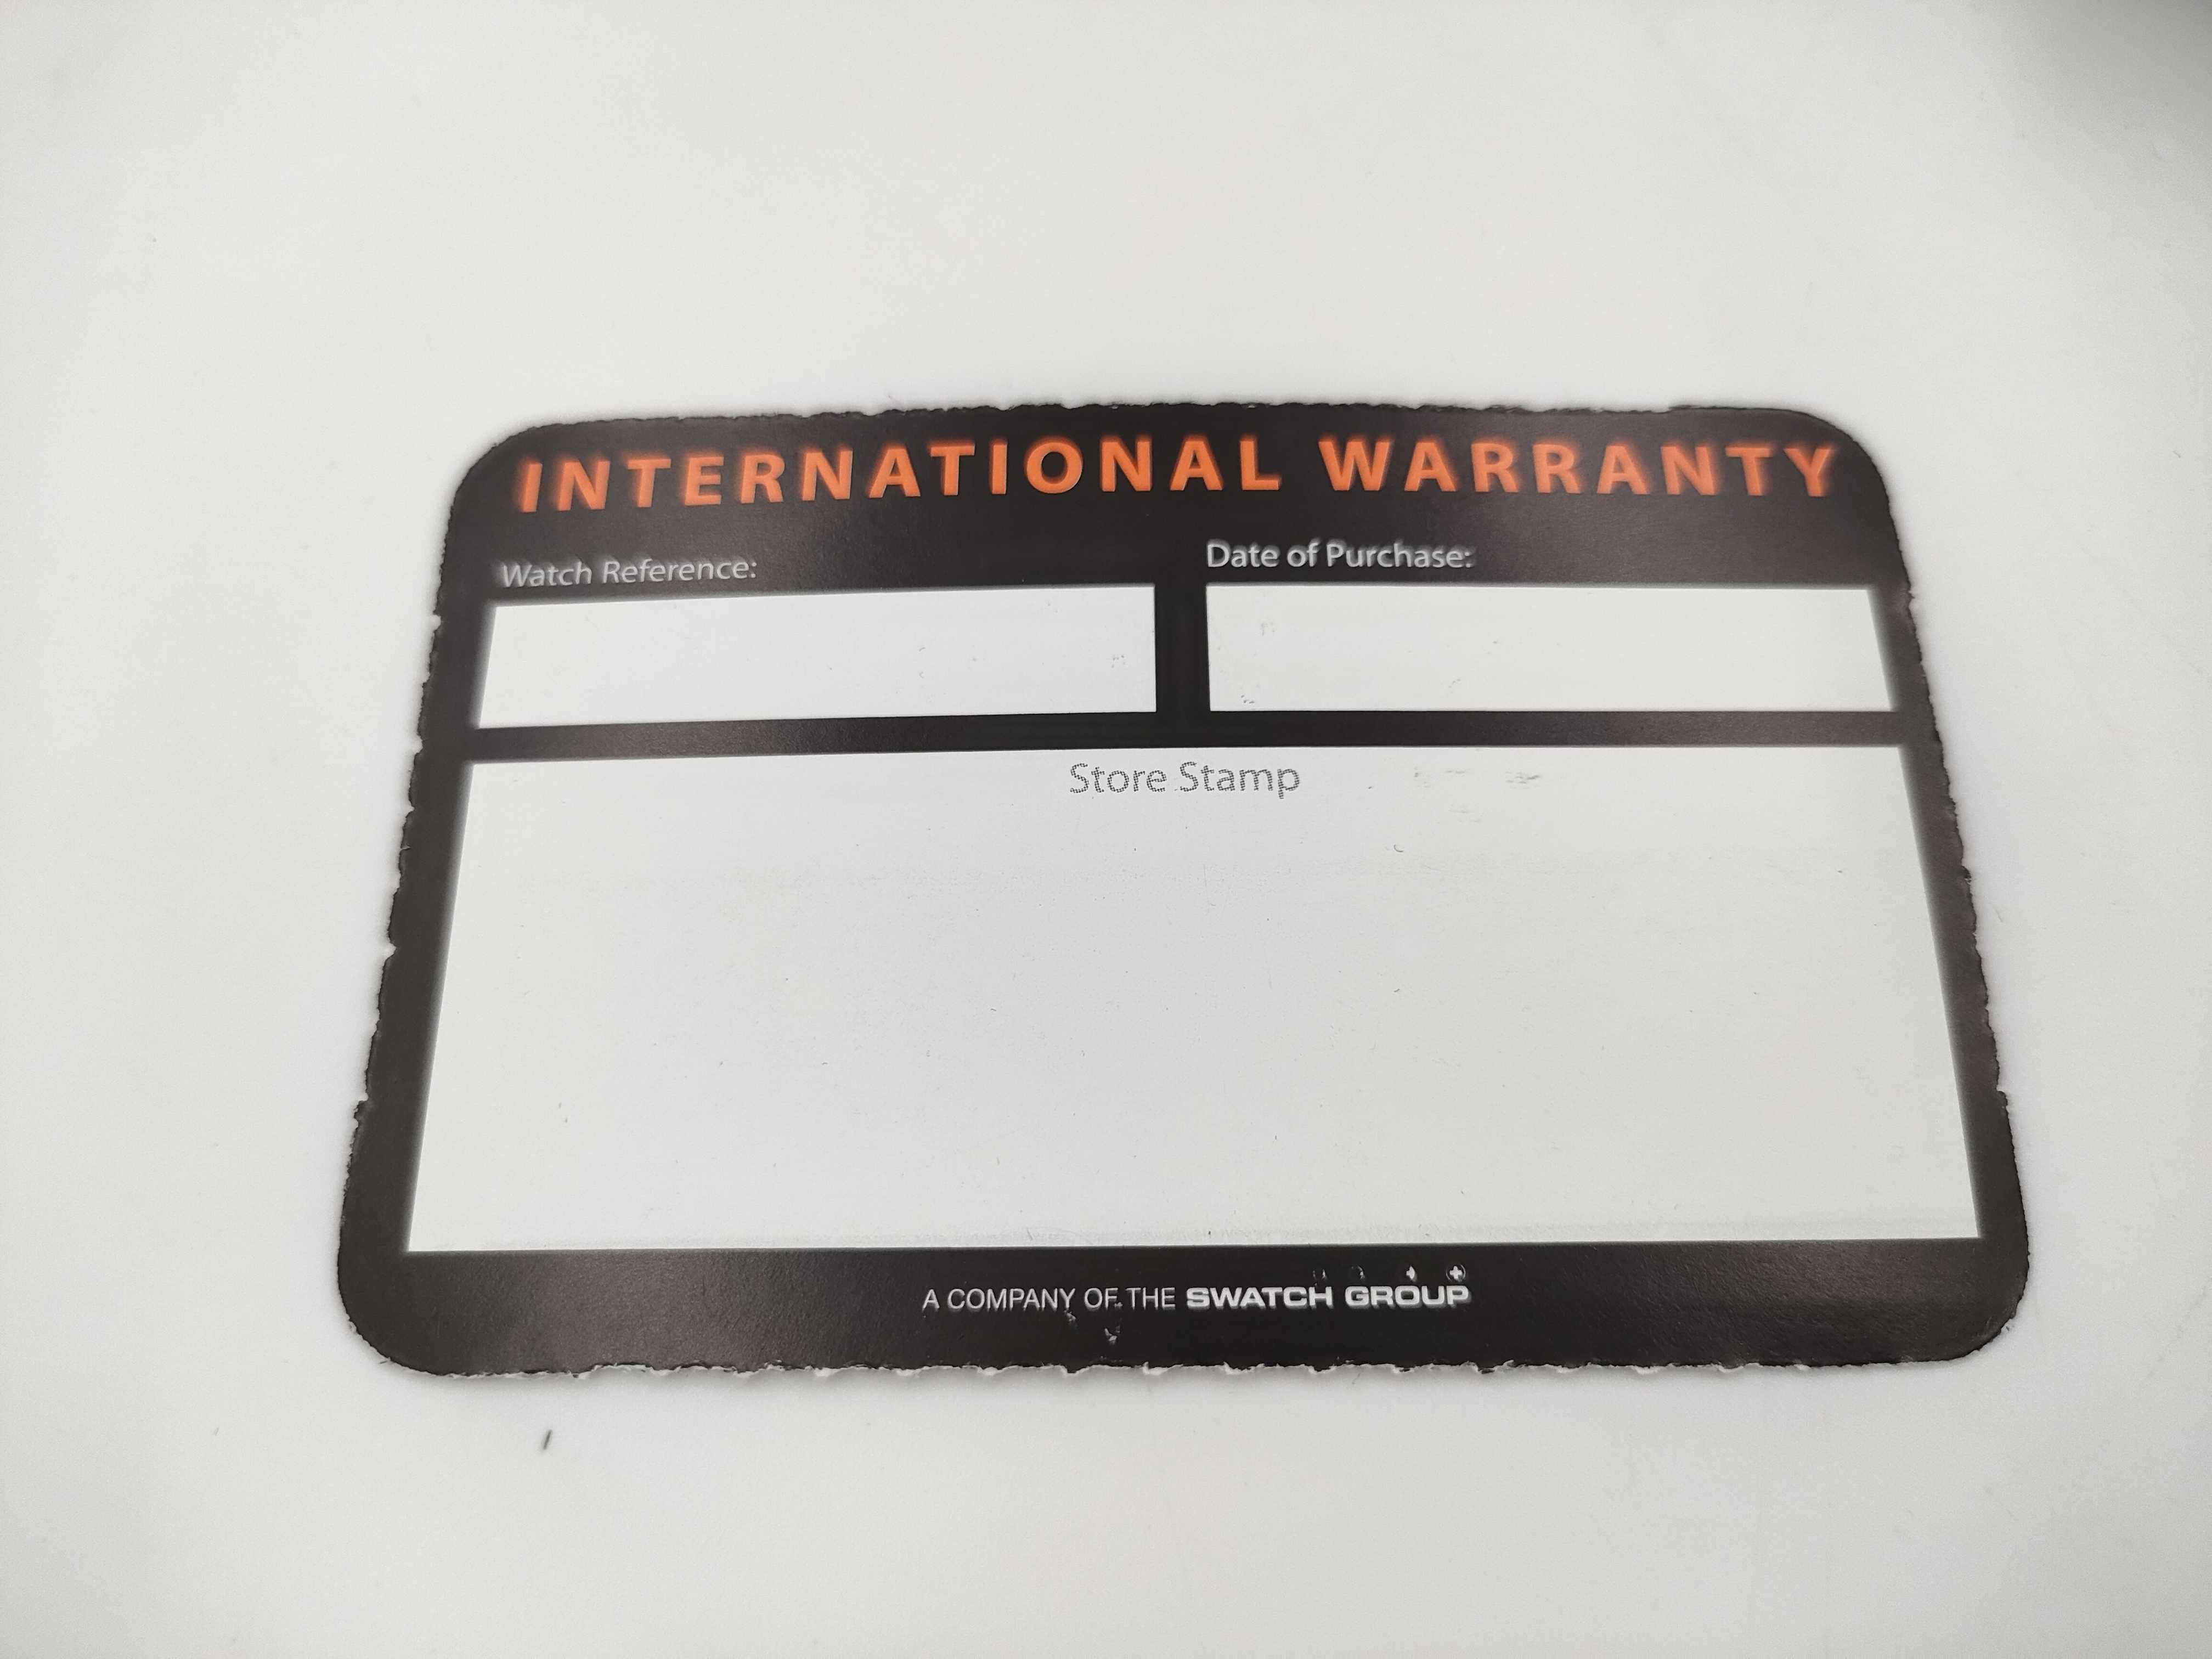 INTERNATIONAL WARRANTY
Watch Reference:
Date of Purchase:
Store Stamp
A COMPANY OF THE SWATCH GROUP